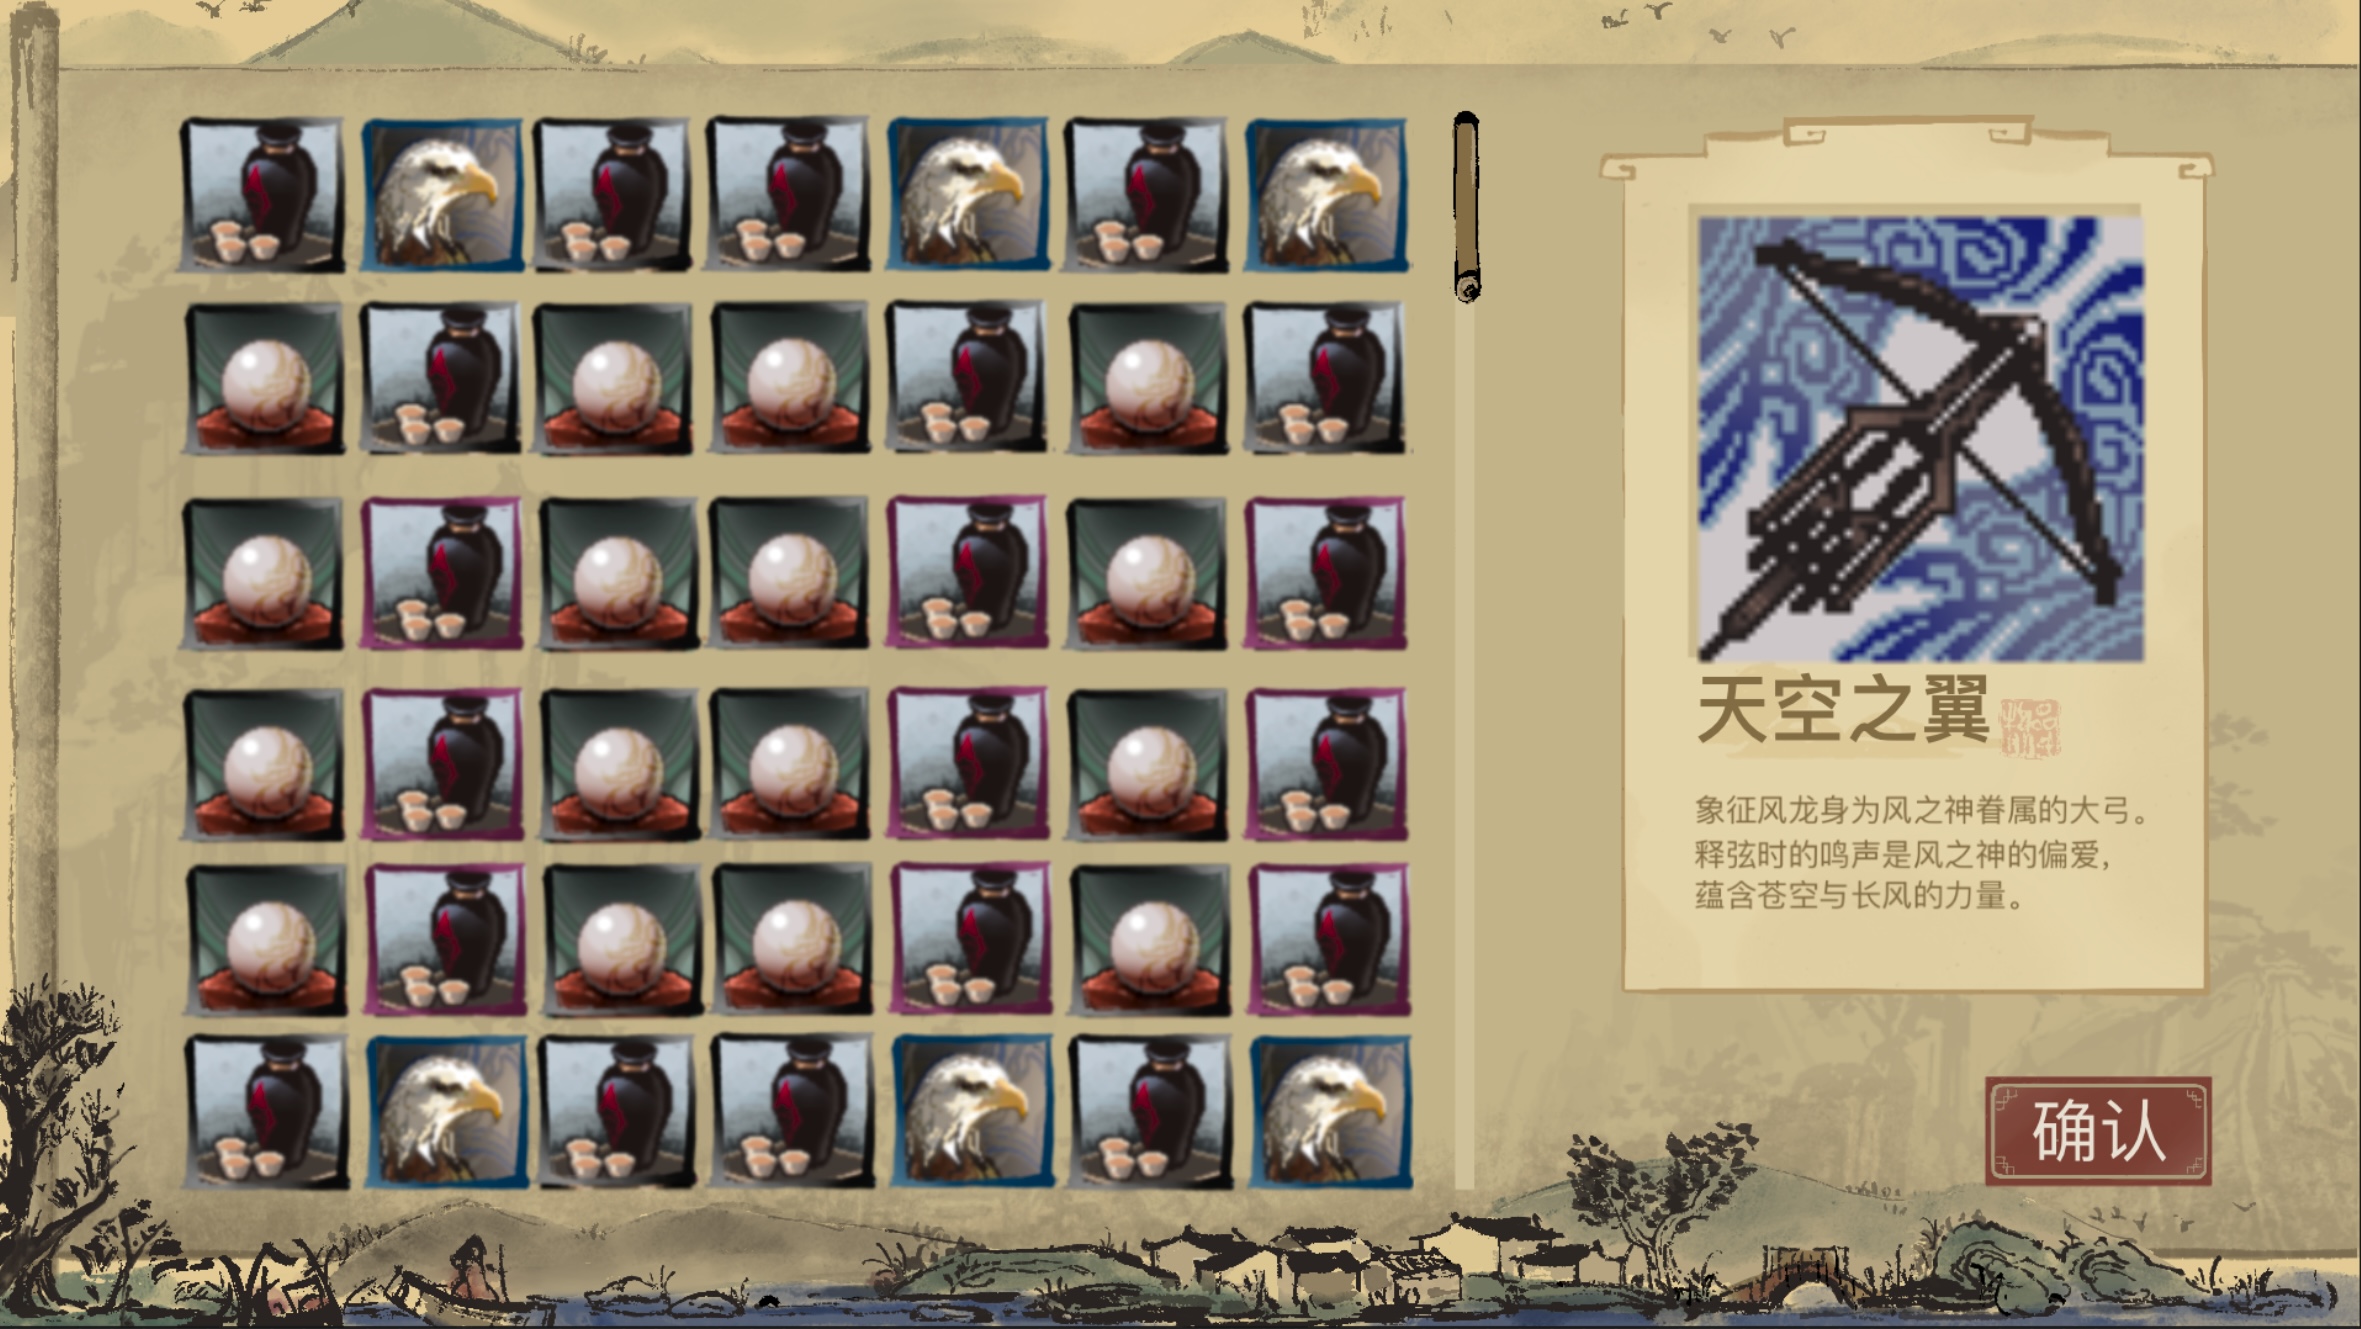 天空之翼
象征风龙身为风之神眷属的大弓。
释弦时的鸣声是风之神的偏爱，
蕴含苍空与长风的力量。
确认